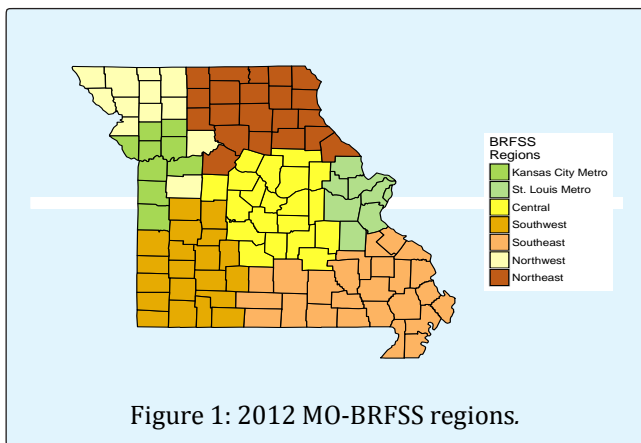 BRFSS
Regions
Kansas City Metro
St. Louis Metro
Central
Southwest
Southeast
Northwest
Northeast
Figure 1: 2012 MO-BRFSS regions.